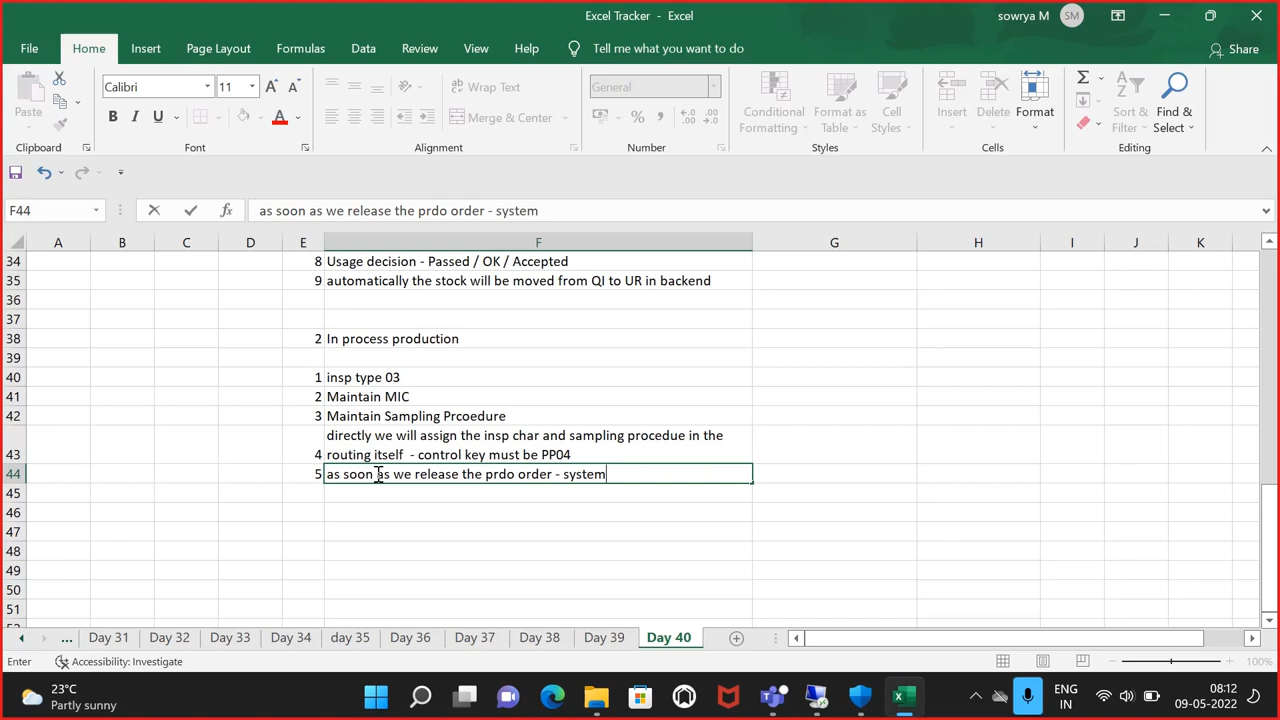 Excel Tracker - Excel
sowrya M
SM
File
Home
Insert
Page Layout
Formulas
Data
Review
View
Help
Tell me what you want to do
Share
Paste
Calibri
11
Wrap Text
Merge & Center
General
Conditional Formatting
Format as Table
Cell Styles
Insert
Delete
Format
Sort & Filter
Find & Select
Clipboard
Font
Alignment
Number
Styles
Cells
Editing
F44
as soon as we release the prdo order - system
A B C D E F G H I J K
34 8 Usage decision - Passed / OK / Accepted
35 9 automatically the stock will be moved from QI to UR in backend
36
37
38 2 In process production
39
40 1 insp type 03
41 2 Maintain MIC
42 3 Maintain Sampling Prcoedure
directly we will assign the insp char and sampling procedue in the
43 4 routing itself - control key must be PP04
44 5 as soon as we release the prdo order - system
45
46
47
48
49
50
51
... Day 31 Day 32 Day 33 Day 34 day 35 Day 36 Day 37 Day 38 Day 39 Day 40
Enter
Accessibility: Investigate
100%
23°C
Partly sunny
ENG
IN
08:12
09-05-2022